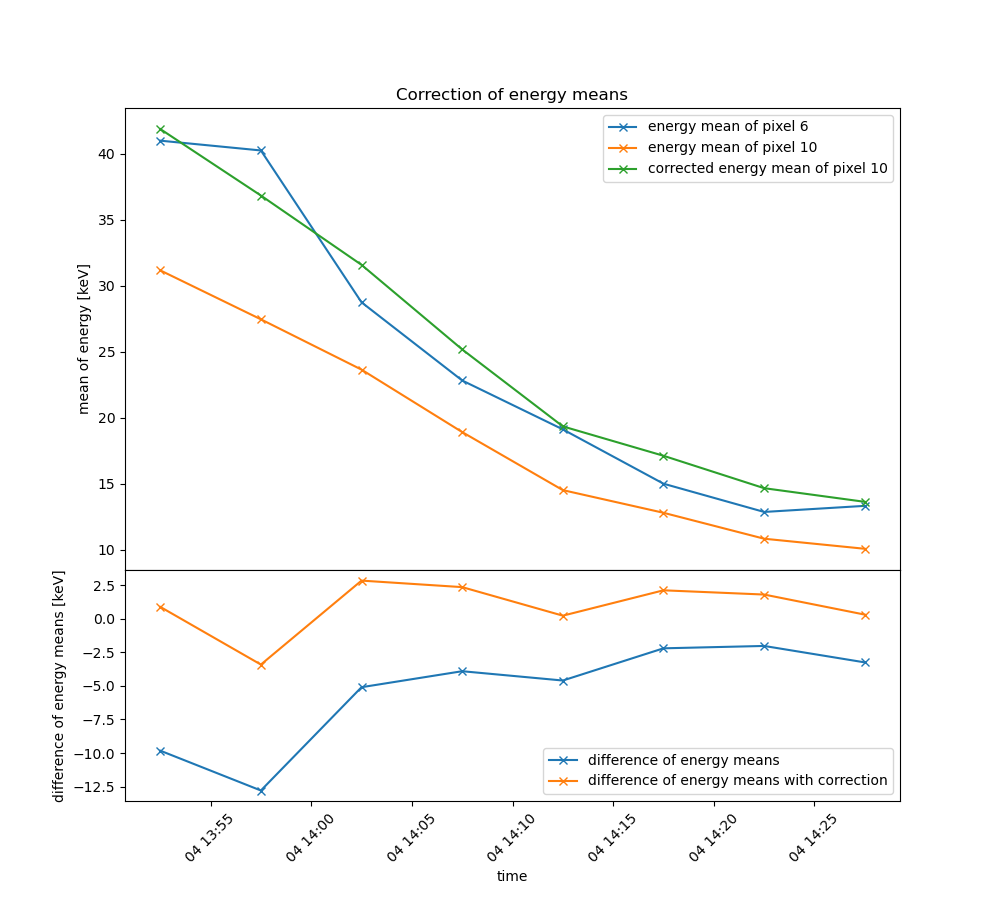 Correction of energy means
energy mean of pixel 6
energy mean of pixel 10
corrected energy mean of pixel 10
mean of energy [keV]
40
35
30
25
20
15
10
difference of energy means [keV]
2.5
0.0
−2.5
−5.0
−7.5
−10.0
−12.5
difference of energy means
difference of energy means with correction
04 13:55
04 14:00
04 14:05
04 14:10
04 14:15
04 14:20
04 14:25
time